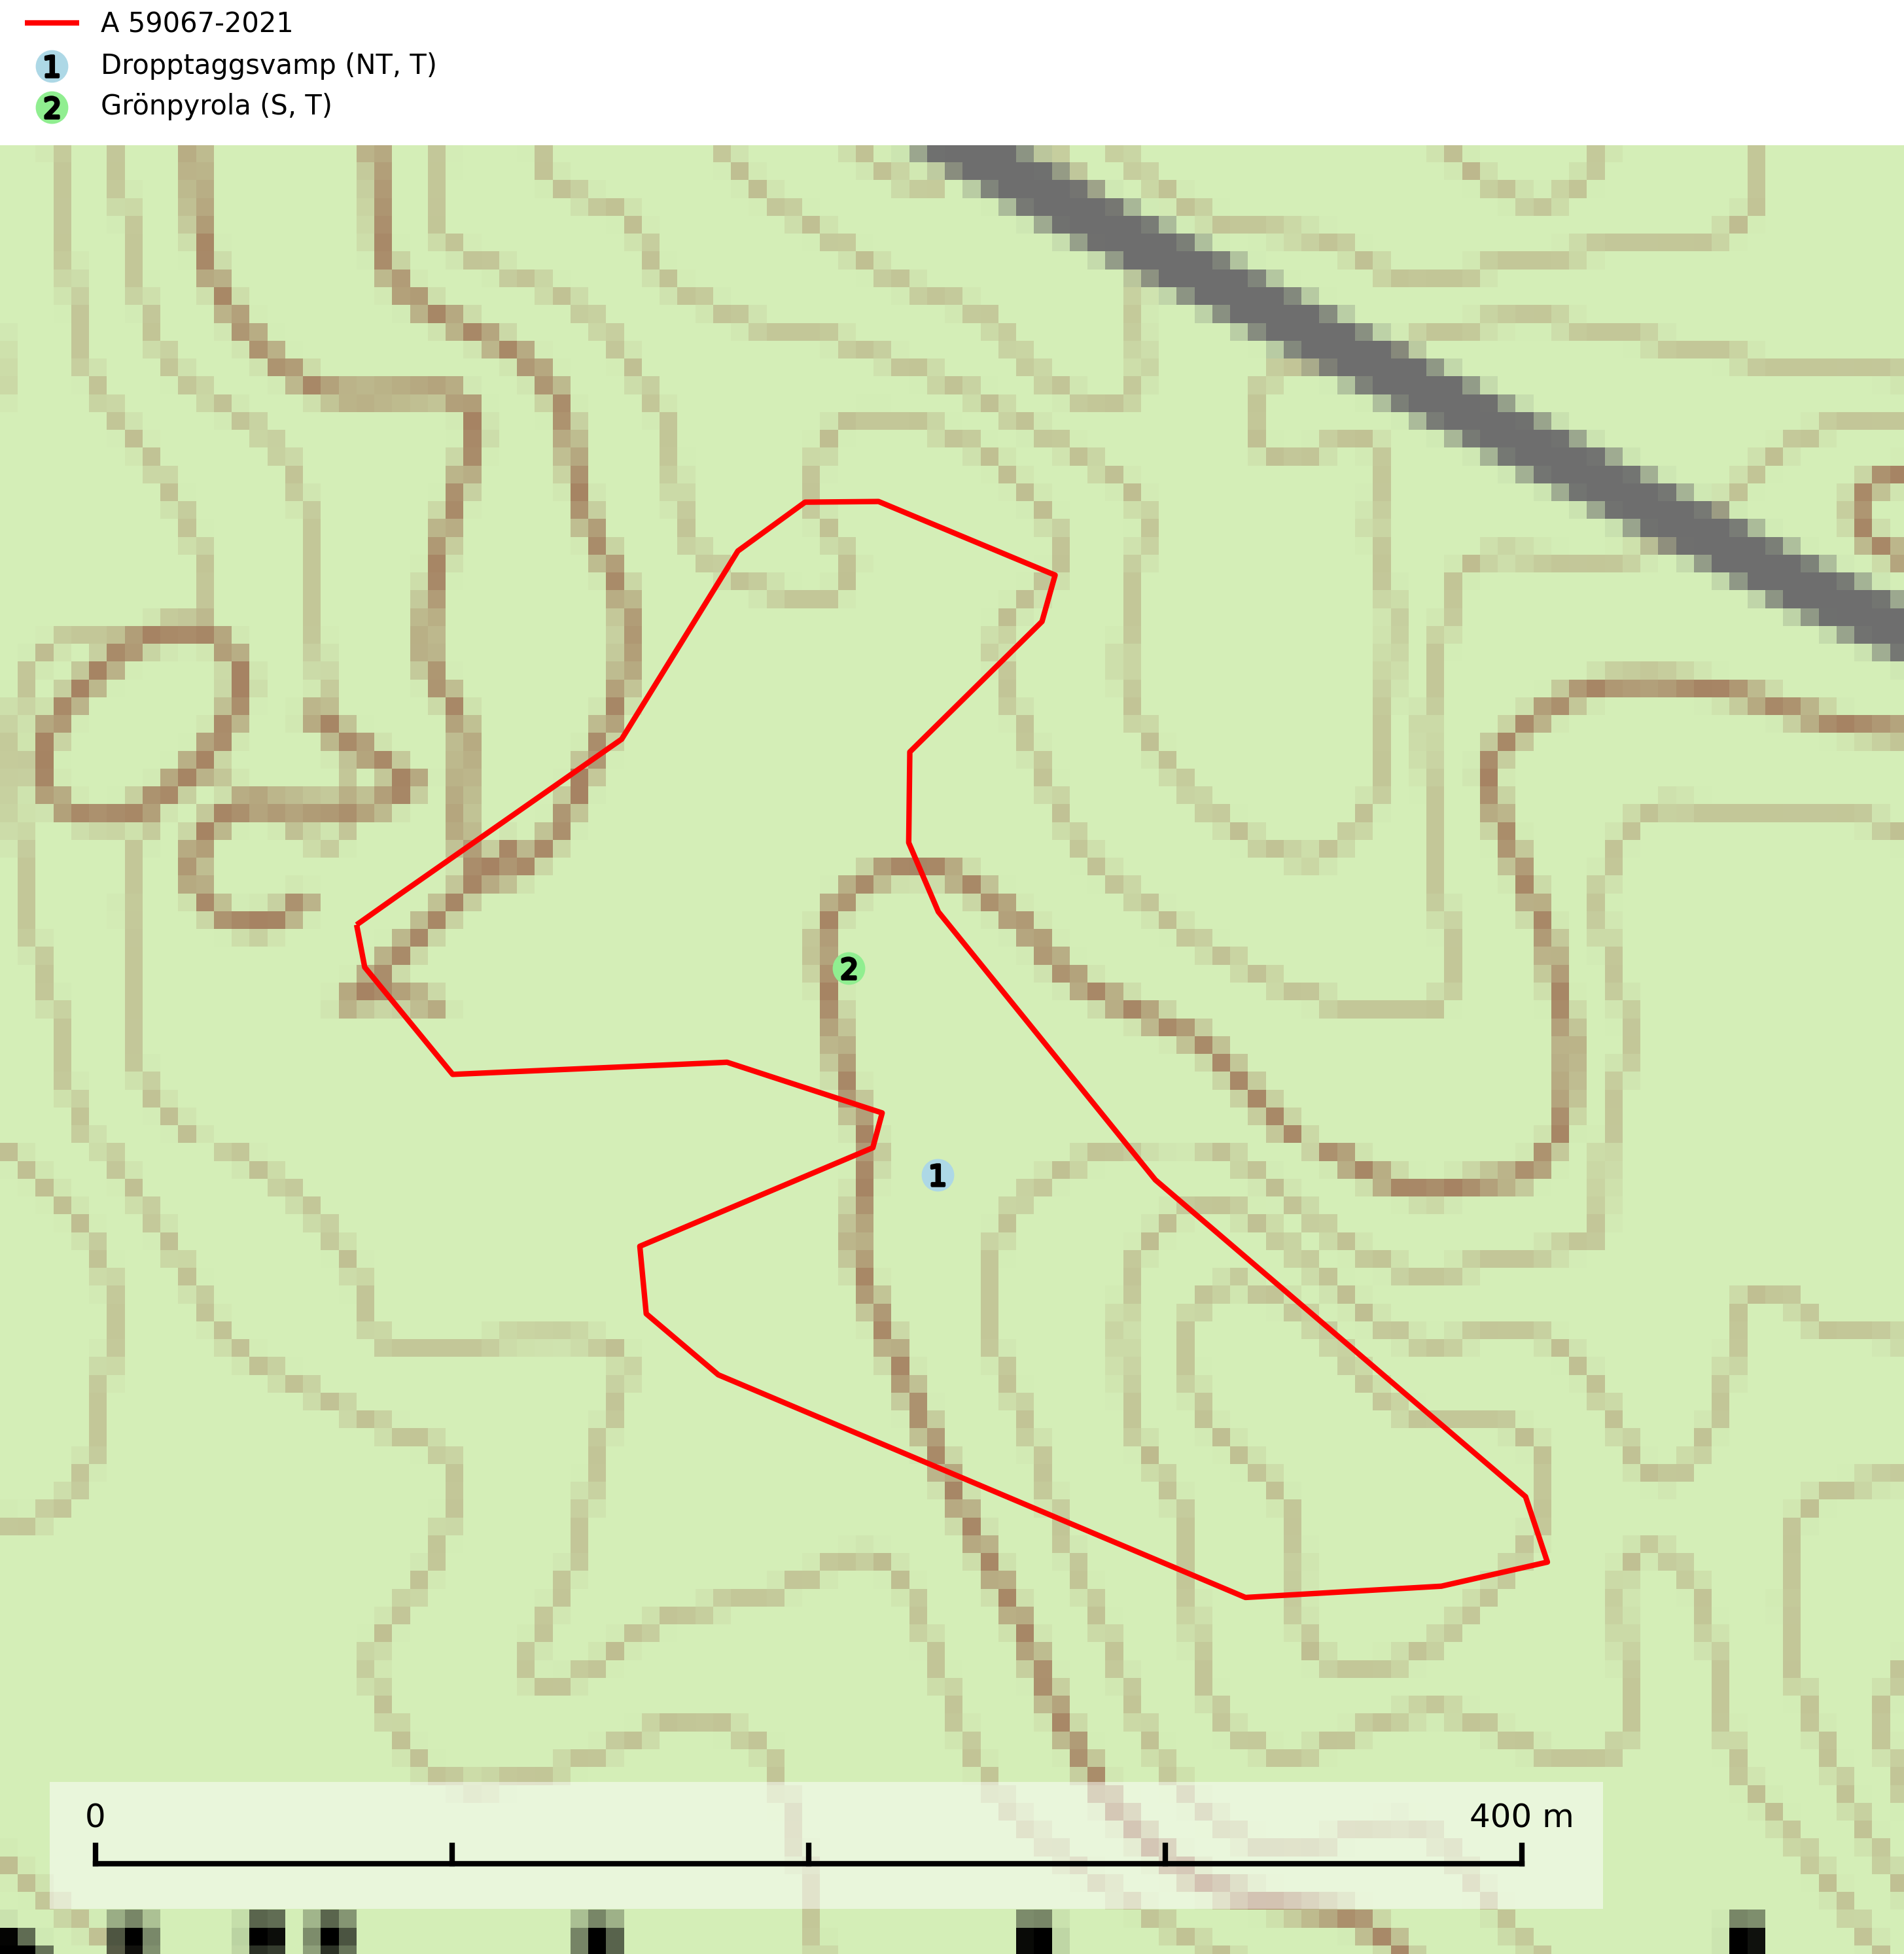 A 59067-2021
1 Dropptaggsvamp (NT, T)
2 Grönpyrola (S, T)
2
1
0 400 m